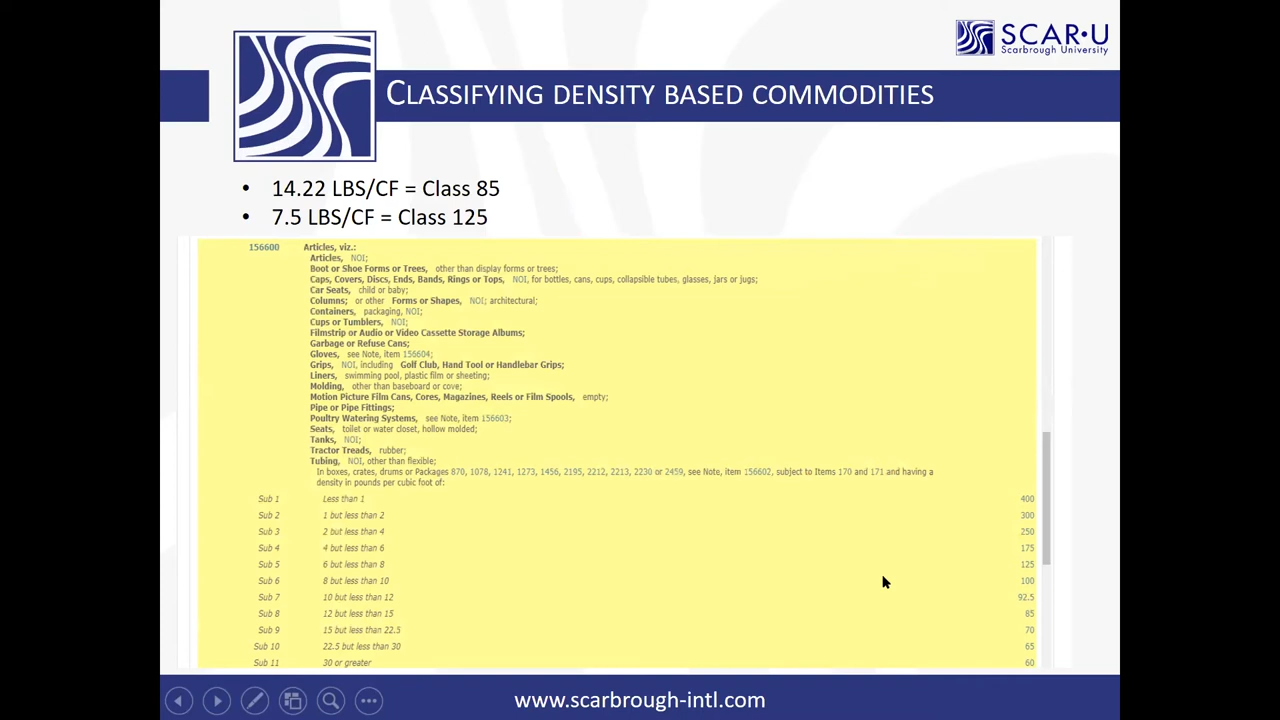 SCAR•U
Scarbrough University
CLASSIFYING DENSITY BASED COMMODITIES
• 14.22 LBS/CF = Class 85
• 7.5 LBS/CF = Class 125
156600 Articles, viz.:
Articles, NOI;
Boot or Shoe Forms or Trees, other than display forms or trees;
Caps, Covers, Discs, Ends, Bands, Rings or Tops, NOI, for bottles, cans, cups, collapsible tubes, glasses, jars or jugs;
Car Seats, child or baby;
Columns; or other Forms or Shapes, NOI; architectural;
Containers, packaging, NOI;
Cups or Tumblers, NOI;
Filmstrip or Audio or Video Cassette Storage Albums;
Garbage or Refuse Cans;
Gloves, see Note, item 156604;
Grips, NOI, including Golf Club, Hand Tool or Handlebar Grips;
Liners, swimming pool, plastic film or sheeting;
Molding, other than baseboard or cove;
Motion Picture Film Cans, Cores, Magazines, Reels or Film Spools, empty;
Pipe or Pipe Fittings;
Poultry Watering Systems, see Note, item 156603;
Seats, toilet or water closet, hollow molded;
Tanks, NOI;
Tractor Treads, rubber;
Tubing, NOI, other than flexible;
In boxes, crates, drums or Packages 870, 1078, 1241, 1273, 1456, 2195, 2212, 2213, 2230 or 2459, see Note, item 156602, subject to Items 170 and 171 and having a
density in pounds per cubic foot of:
Sub 1 Less than 1 400
Sub 2 1 but less than 2 300
Sub 3 2 but less than 4 250
Sub 4 4 but less than 6 175
Sub 5 6 but less than 8 125
Sub 6 8 but less than 10 100
Sub 7 10 but less than 12 92.5
Sub 8 12 but less than 15 85
Sub 9 15 but less than 22.5 70
Sub 10 22.5 but less than 30 65
Sub 11 30 or greater 60
www.scarbrough-intl.com